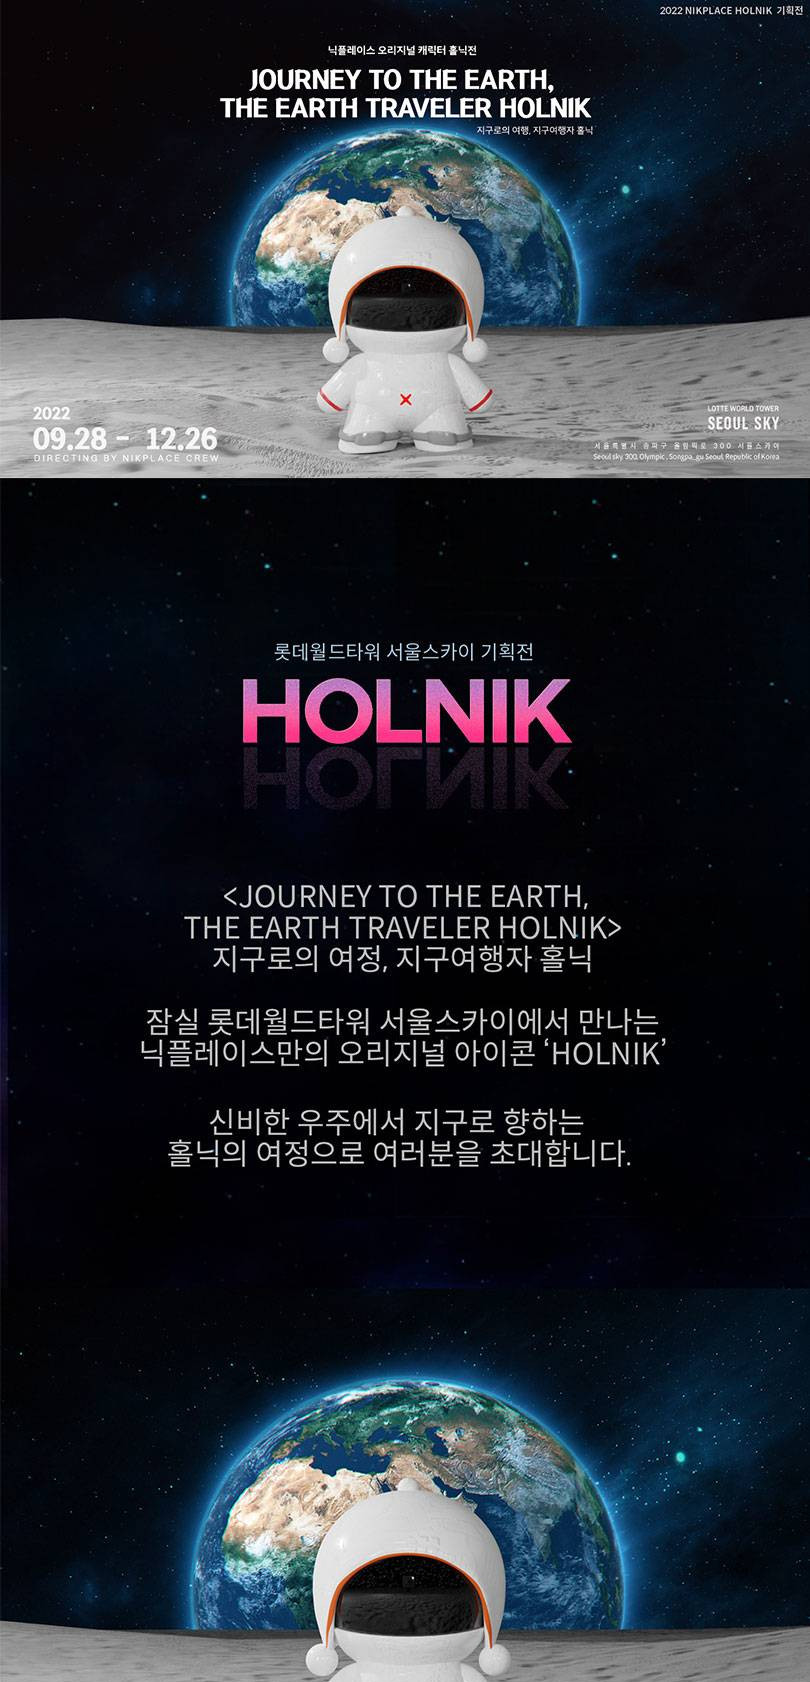 2022 NIKPLACE HOLNIK 기획전
닉플레이스 오리지널 캐릭터 홀닉전
JOURNEY TO THE EARTH,
THE EARTH TRAVELER HOLNIK
지구로의 여행, 지구여행자 홀닉
2022
09.28 - 12.26
DIRECTING BY NIKPLACE CREW
LOTTE WORLD TOWER
SEOUL SKY
서울특별시 송파구 올림픽로 300 서울스카이
Seoul sky 300, Olympic, Songpa_gu Seoul, Republic of Korea
롯데월드타워 서울스카이 기획전
HOLNIK
<JOURNEY TO THE EARTH,
THE EARTH TRAVELER HOLNIK>
지구로의 여정, 지구여행자 홀닉
잠실 롯데월드타워 서울스카이에서 만나는
닉플레이스만의 오리지널 아이콘 ‘HOLNIK’
신비한 우주에서 지구로 향하는
홀닉의 여정으로 여러분을 초대합니다.